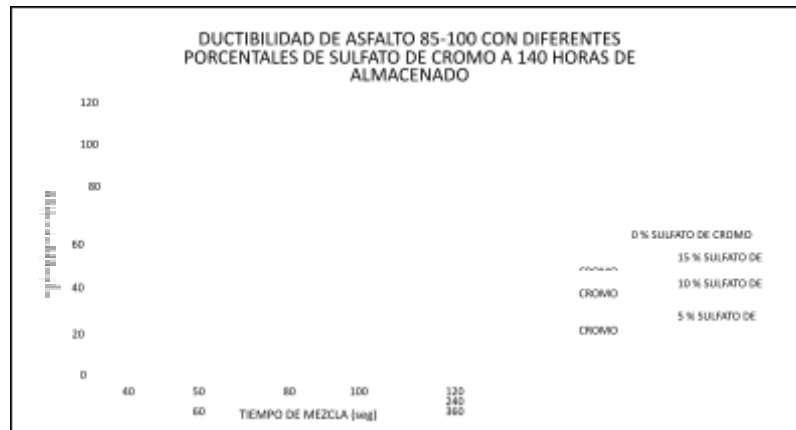 DUCTIBILIDAD DE ASFALTO 85-100 CON DIFERENTES
PORCENTALES DE SULFATO DE CROMO A 140 HORAS DE
ALMACENADO
120
100
80
60
40
20
0
0 % SULFATO DE CROMO
15 % SULFATO DE
10 % SULFATO DE
CROMO
5 % SULFATO DE
CROMO
40 50 80 100 120
240
60 TIEMPO DE MEZCLA (seg) 360